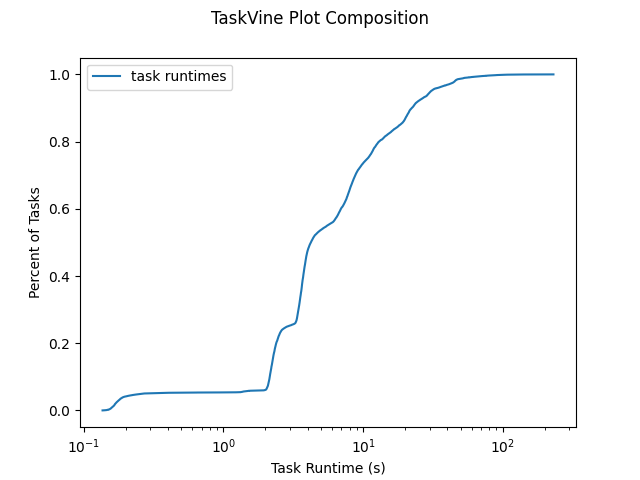 TaskVine Plot Composition
task runtimes
1.0
0.8
0.6
0.4
0.2
0.0
Percent of Tasks
10⁻¹ 10⁰ 10¹ 10²
Task Runtime (s)